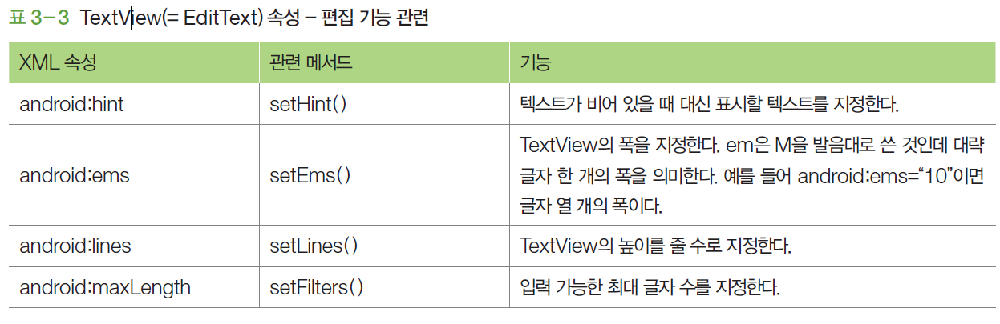 표 3-3 TextView(= EditText) 속성 – 편집 기능 관련
XML 속성 관련 메서드 기능
android:hint setHint() 텍스트가 비어 있을 때 대신 표시할 텍스트를 지정한다.
android:ems setEms() TextView의 폭을 지정한다. em은 M을 발음대로 쓴 것인데 대략
글자 한 개의 폭을 의미한다. 예를 들어 android:ems=“10”이면
글자 열 개의 폭이다.
android:lines setLines() TextView의 높이를 줄 수로 지정한다.
android:maxLength setFilters() 입력 가능한 최대 글자 수를 지정한다.